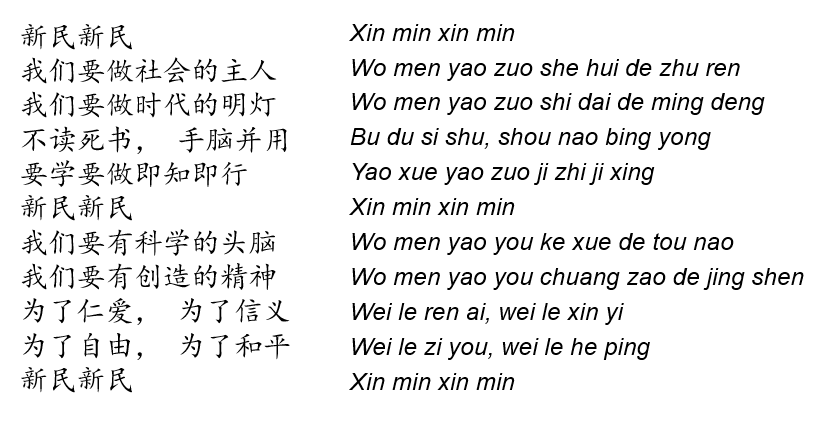 新民新民 Xin min xin min
我们要做社会的主人 Wo men yao zuo she hui de zhu ren
我们要做时代的明灯 Wo men yao zuo shi dai de ming deng
不读死书， 手脑并用 Bu du si shu, shou nao bing yong
要学要做即知即行 Yao xue yao zuo ji zhi ji xing
新民新民 Xin min xin min
我们要有科学的头脑 Wo men yao you ke xue de tou nao
我们要有创造的精神 Wo men yao you chuang zao de jing shen
为了仁爱， 为了信义 Wei le ren ai, wei le xin yi
为了自由， 为了和平 Wei le zi you, wei le he ping
新民新民 Xin min xin min